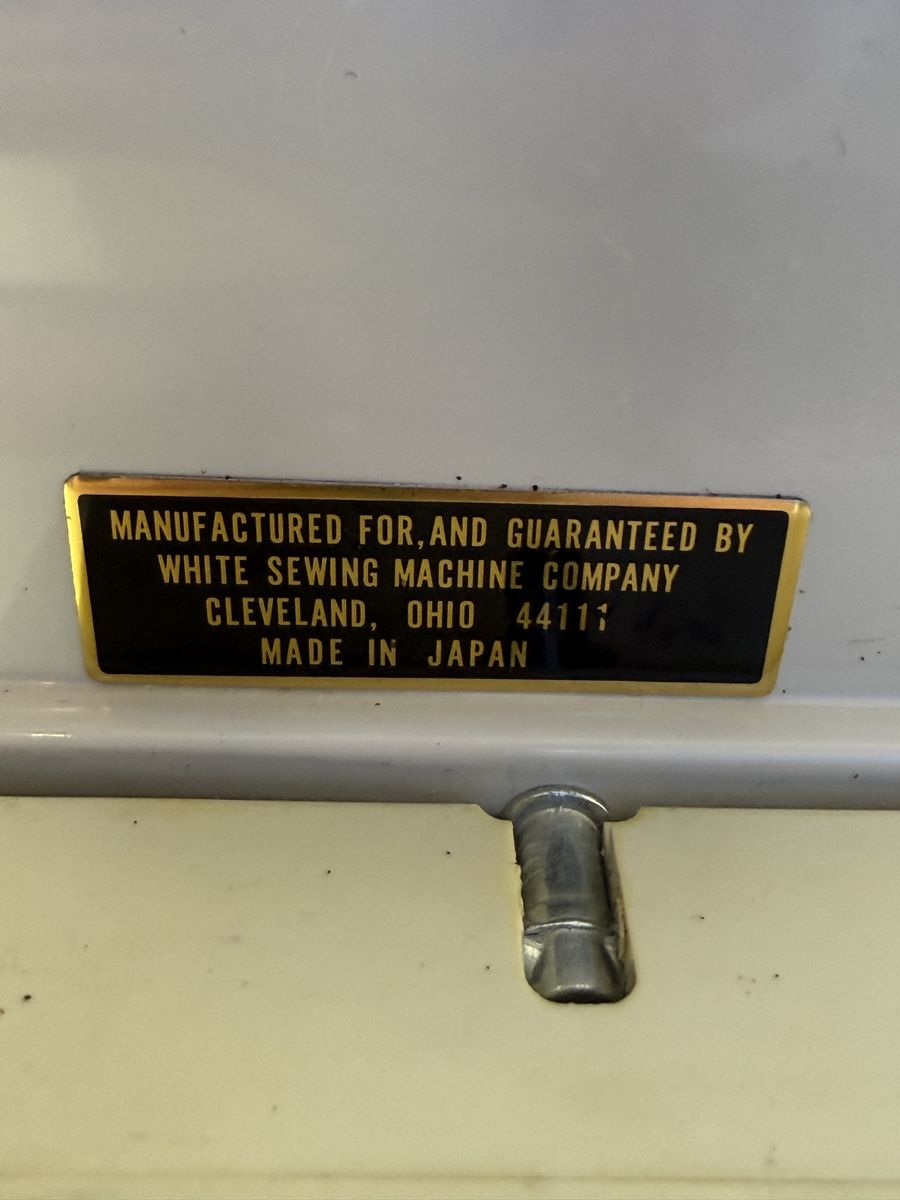 MANUFACTURED FOR, AND GUARANTEED BY
WHITE SEWING MACHINE COMPANY
CLEVELAND, OHIO 44111
MADE IN JAPAN